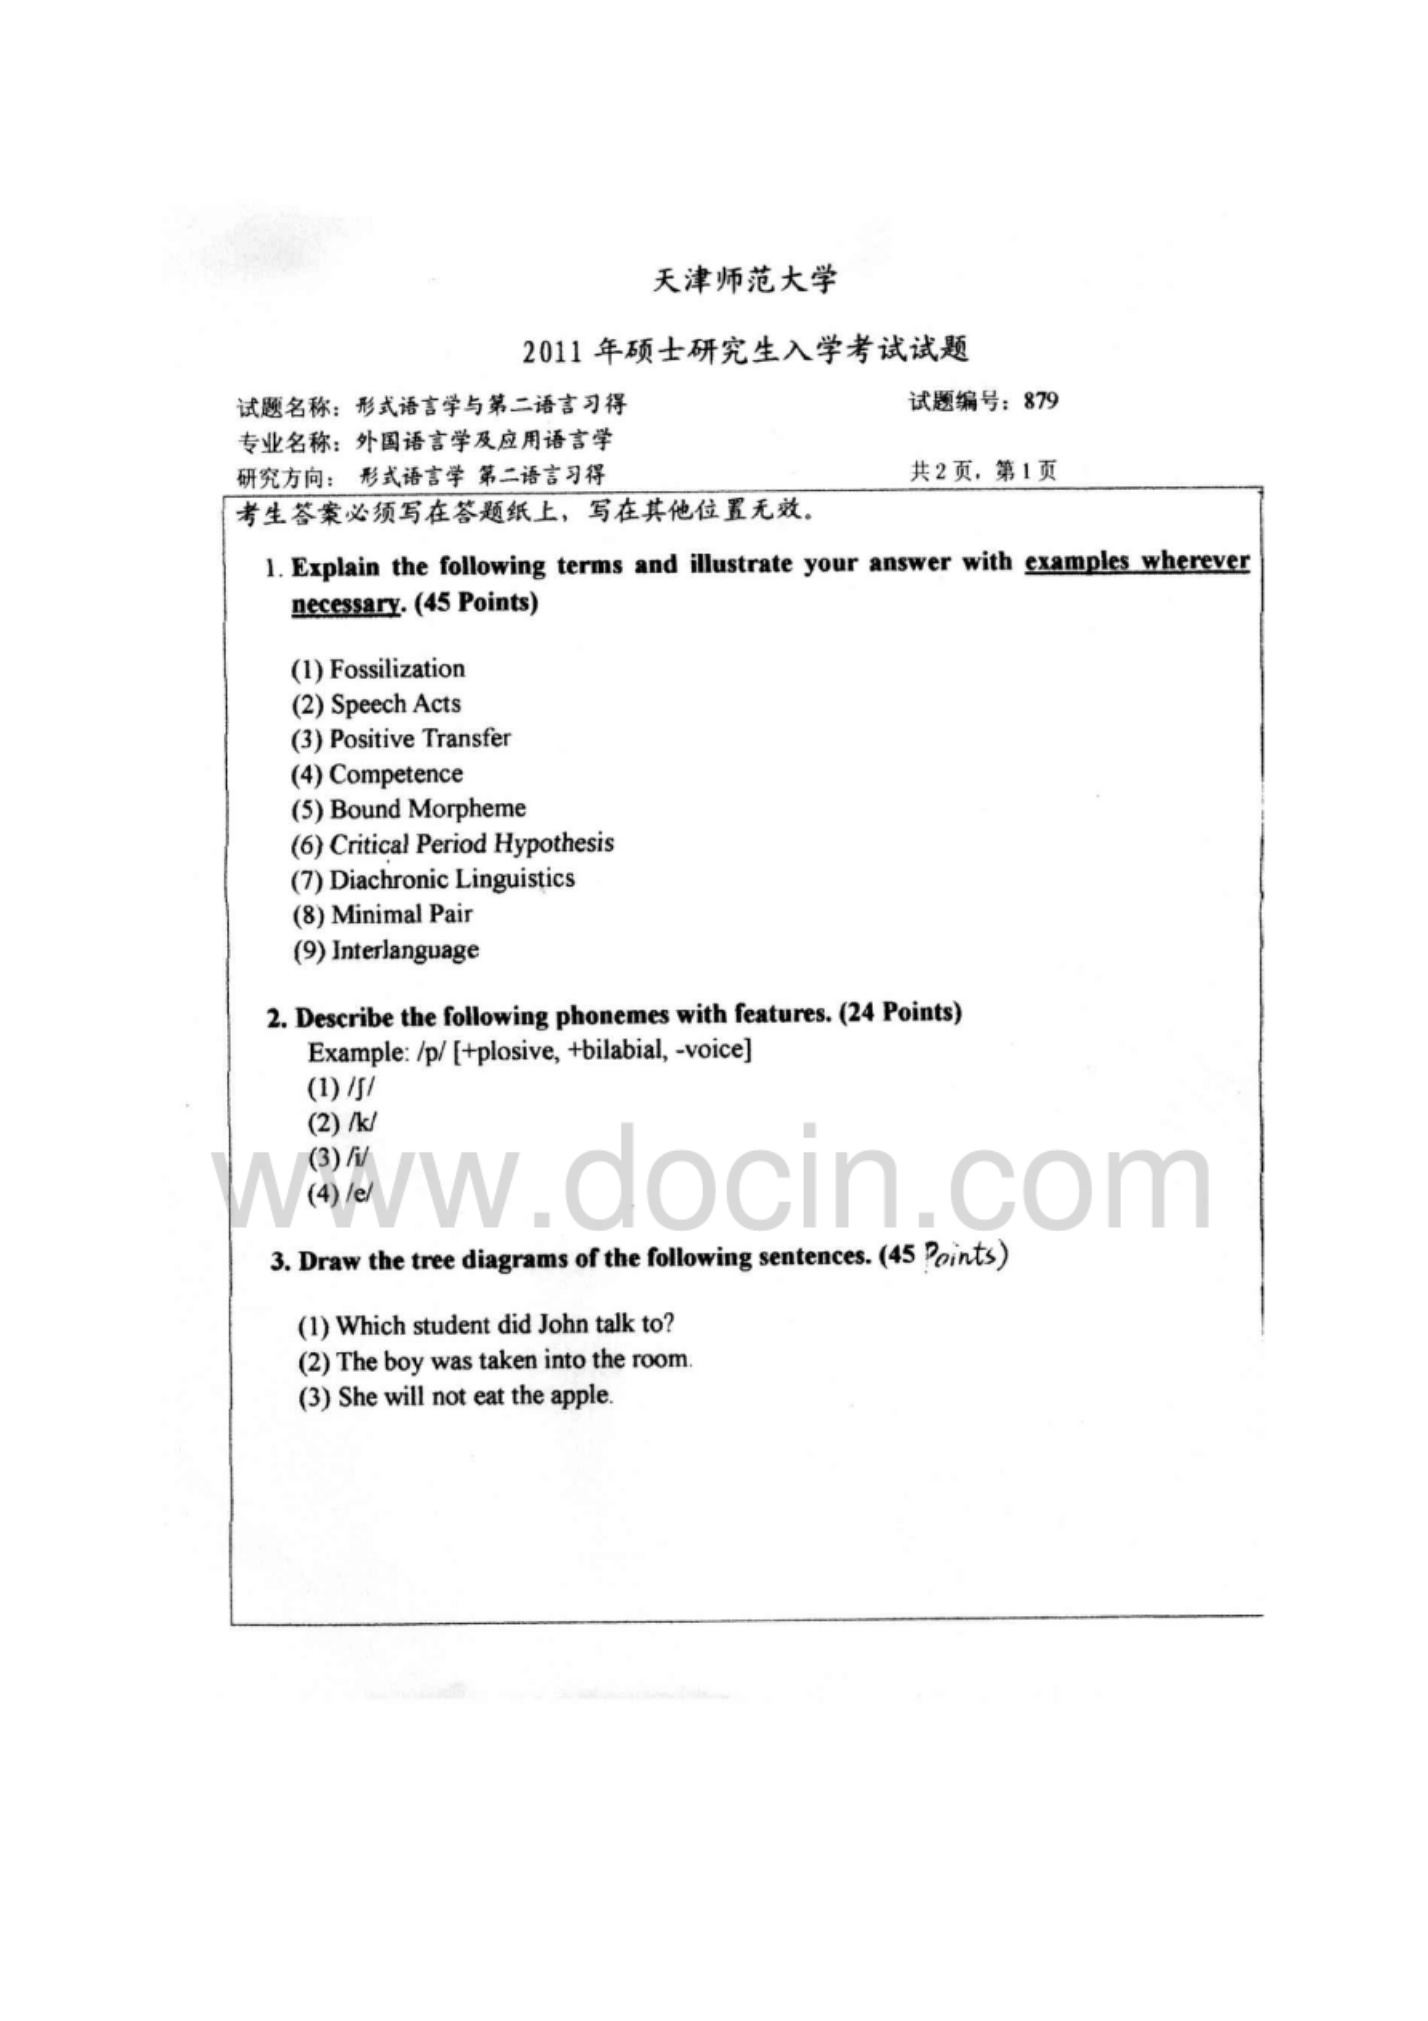 天津师范大学
2011 年硕士研究生入学考试试题
试题名称：形式语言学与第二语言习得 试题编号：879
专业名称：外国语言学及应用语言学
研究方向： 形式语言学 第二语言习得 共 2 页，第 1 页
考生答案必须写在答题纸上，写在其他位置无效。
1. Explain the following terms and illustrate your answer with examples wherever
necessary. (45 Points)
(1) Fossilization
(2) Speech Acts
(3) Positive Transfer
(4) Competence
(5) Bound Morpheme
(6) Critical Period Hypothesis
(7) Diachronic Linguistics
(8) Minimal Pair
(9) Interlanguage
2. Describe the following phonemes with features. (24 Points)
Example: /p/ [+plosive, +bilabial, -voice]
(1) /ʃ/
(2) /k/
(3) /i/
(4) /e/
www.docin.com
3. Draw the tree diagrams of the following sentences. (45 Points)
(1) Which student did John talk to?
(2) The boy was taken into the room.
(3) She will not eat the apple.